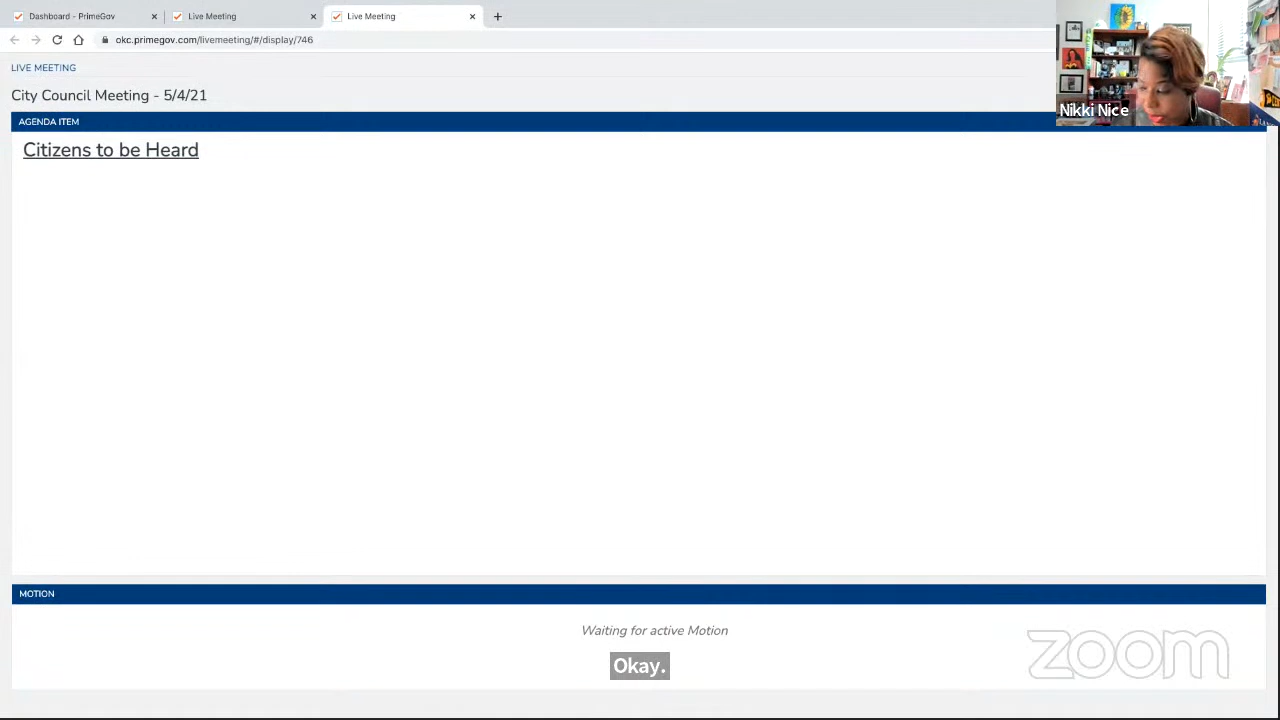 Dashboard - PrimeGov
Live Meeting
Live Meeting
okc.primegov.com/livemeeting/#/display/746
LIVE MEETING
City Council Meeting - 5/4/21
Nikki Nice
AGENDA ITEM
Citizens to be Heard
MOTION
Waiting for active Motion
Okay.
zoom